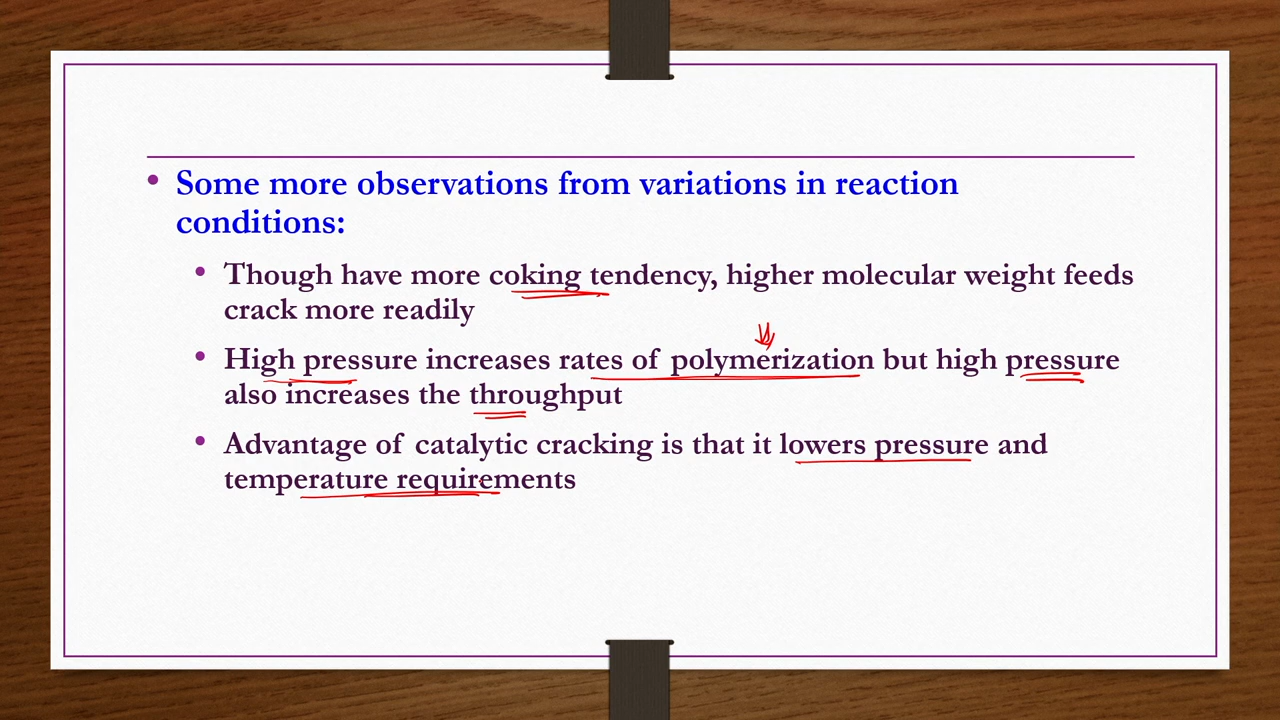 • Some more observations from variations in reaction
conditions:
• Though have more coking tendency, higher molecular weight feeds
crack more readily
• High pressure increases rates of polymerization but high pressure
also increases the throughput
• Advantage of catalytic cracking is that it lowers pressure and
temperature requirements